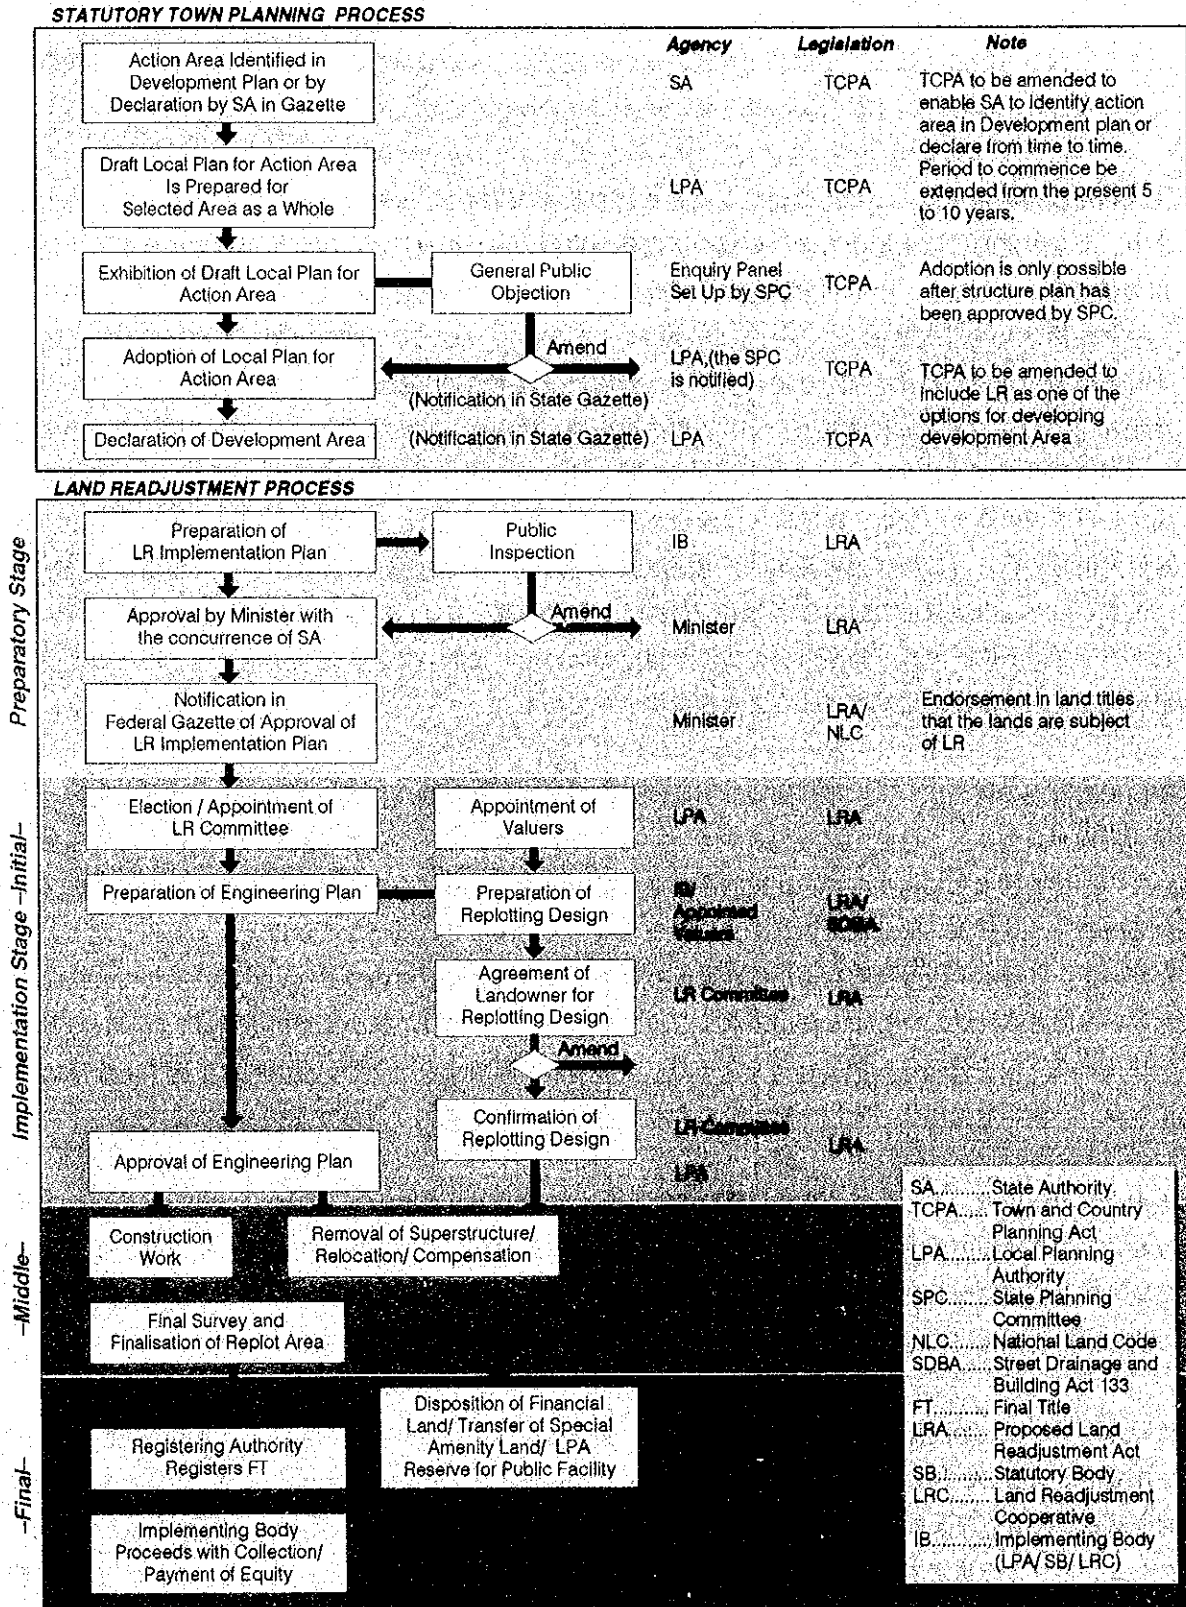 STATUTORY TOWN PLANNING PROCESS
Agency Legislation Note
Action Area Identified in
Development Plan or by
Declaration by SA in Gazette
SA TCPA
TCPA to be amended to
enable SA to identify action
area in Development plan or
declare from time to time.
Period to commence be
extended from the present 5
to 10 years.
Draft Local Plan for Action Area
Is Prepared for
Selected Area as a Whole
LPA TCPA
Exhibition of Draft Local Plan for
Action Area
General Public
Objection
Enquiry Panel
Set Up by SPC
TCPA
Adoption is only possible
after structure plan has
been approved by SPC.
Adoption of Local Plan for
Action Area
Amend
(Notification in State Gazette)
LPA,(the SPC
is notified)
TCPA
TCPA to be amended to
include LR as one of the
options for developing
development Area
Declaration of Development Area
(Notification in State Gazette)
LPA TCPA
LAND READJUSTMENT PROCESS
Preparatory Stage
Preparation of
LR Implementation Plan
Public
Inspection
IB LRA
Approval by Minister with
the concurrence of SA
Amend
Minister LRA
Notification in
Federal Gazette of Approval of
LR Implementation Plan
Minister
LRA/
NLC
Endorsement in land titles
that the lands are subject
of LR
Implementation Stage –Initial–
Election / Appointment of
LR Committee
Appointment of
Valuers
LPA LRA
Preparation of Engineering Plan
Preparation of
Replotting Design
IB/
Appointed
Valuers
LRA/
SDBA
Agreement of
Landowner for
Replotting Design
LR Committee LRA
Amend
Confirmation of
Replotting Design
LR Committee
LRA
LPA
Approval of Engineering Plan
–Middle–
Construction
Work
Removal of Superstructure/
Relocation/ Compensation
Final Survey and
Finalisation of Replot Area
–Final–
Disposition of Financial
Land/ Transfer of Special
Amenity Land/ LPA
Reserve for Public Facility
Registering Authority
Registers FT
Implementing Body
Proceeds with Collection/
Payment of Equity
SA.........State Authority
TCPA......Town and Country
Planning Act
LPA........Local Planning
Authority
SPC........State Planning
Committee
NLC........National Land Code
SDBA......Street Drainage and
Building Act 133
FT..........Final Title
LRA........Proposed Land
Readjustment Act
SB..........Statutory Body
LRC........Land Readjustment
Cooperative
IB...........Implementing Body
(LPA/ SB/ LRC)